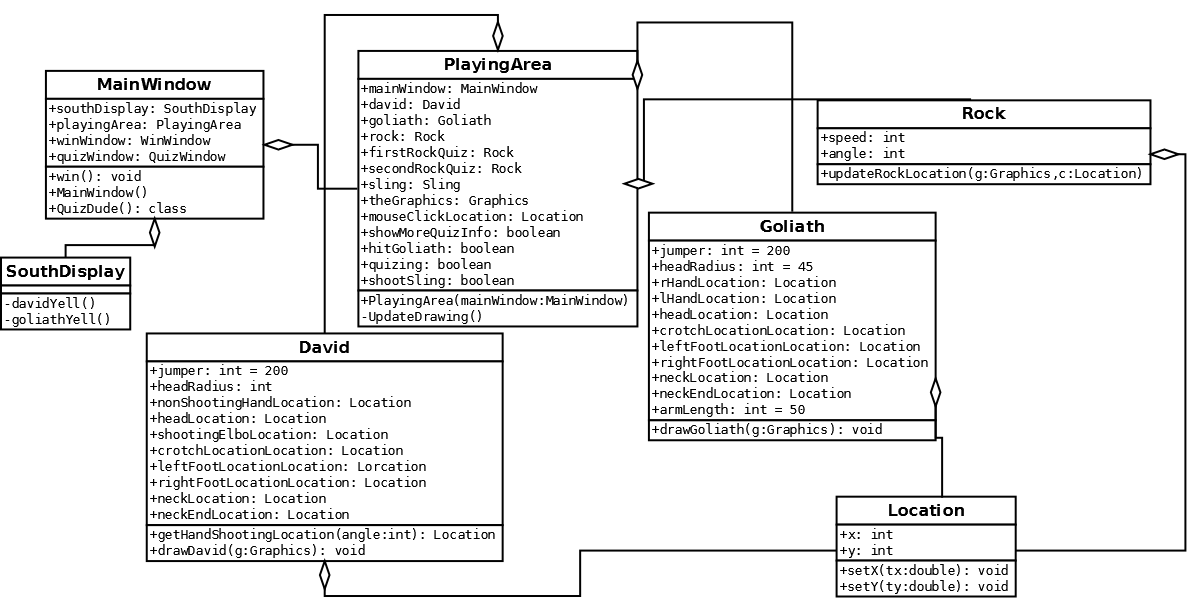 MainWindow
+southDisplay: SouthDisplay
+playingArea: PlayingArea
+winWindow: WinWindow
+quizWindow: QuizWindow
+win(): void
+MainWindow()
+QuizDude(): class
SouthDisplay
-davidYell()
-goliathYell()
PlayingArea
+mainWindow: MainWindow
+david: David
+goliath: Goliath
+rock: Rock
+firstRockQuiz: Rock
+secondRockQuiz: Rock
+sling: Sling
+theGraphics: Graphics
+mouseClickLocation: Location
+showMoreQuizInfo: boolean
+hitGoliath: boolean
+quizing: boolean
+shootSling: boolean
+PlayingArea(mainWindow:MainWindow)
-UpdateDrawing()
Rock
+speed: int
+angle: int
+updateRockLocation(g:Graphics,c:Location)
Goliath
+jumper: int = 200
+headRadius: int = 45
+rHandLocation: Location
+lHandLocation: Location
+headLocation: Location
+crotchLocationLocation: Location
+leftFootLocationLocation: Location
+rightFootLocationLocation: Location
+neckLocation: Location
+neckEndLocation: Location
+armLength: int = 50
+drawGoliath(g:Graphics): void
David
+jumper: int = 200
+headRadius: int
+nonShootingHandLocation: Location
+headLocation: Location
+shootingElboLocation: Location
+crotchLocationLocation: Location
+leftFootLocationLocation: Lorcation
+rightFootLocationLocation: Location
+neckLocation: Location
+neckEndLocation: Location
+getHandShootingLocation(angle:int): Location
+drawDavid(g:Graphics): void
Location
+x: int
+y: int
+setX(tx:double): void
+setY(ty:double): void